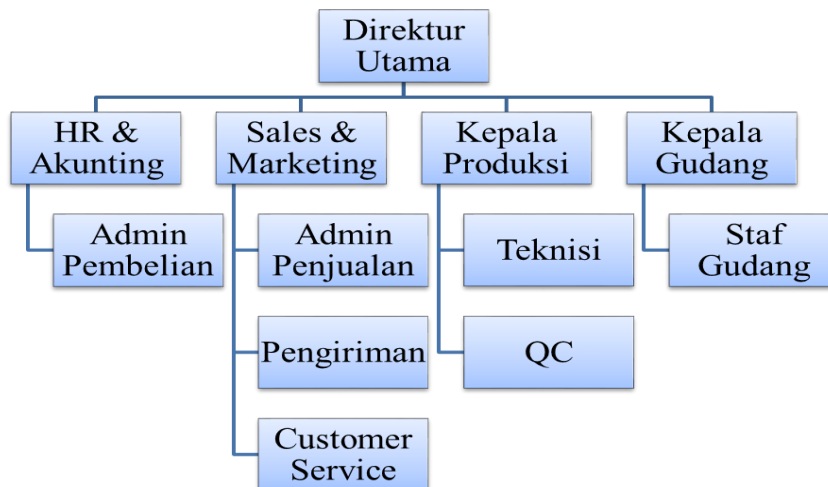 Direktur
Utama
HR &
Akunting
Sales &
Marketing
Kepala
Produksi
Kepala
Gudang
Admin
Pembelian
Admin
Penjualan
Teknisi
Staf
Gudang
Pengiriman
QC
Customer
Service